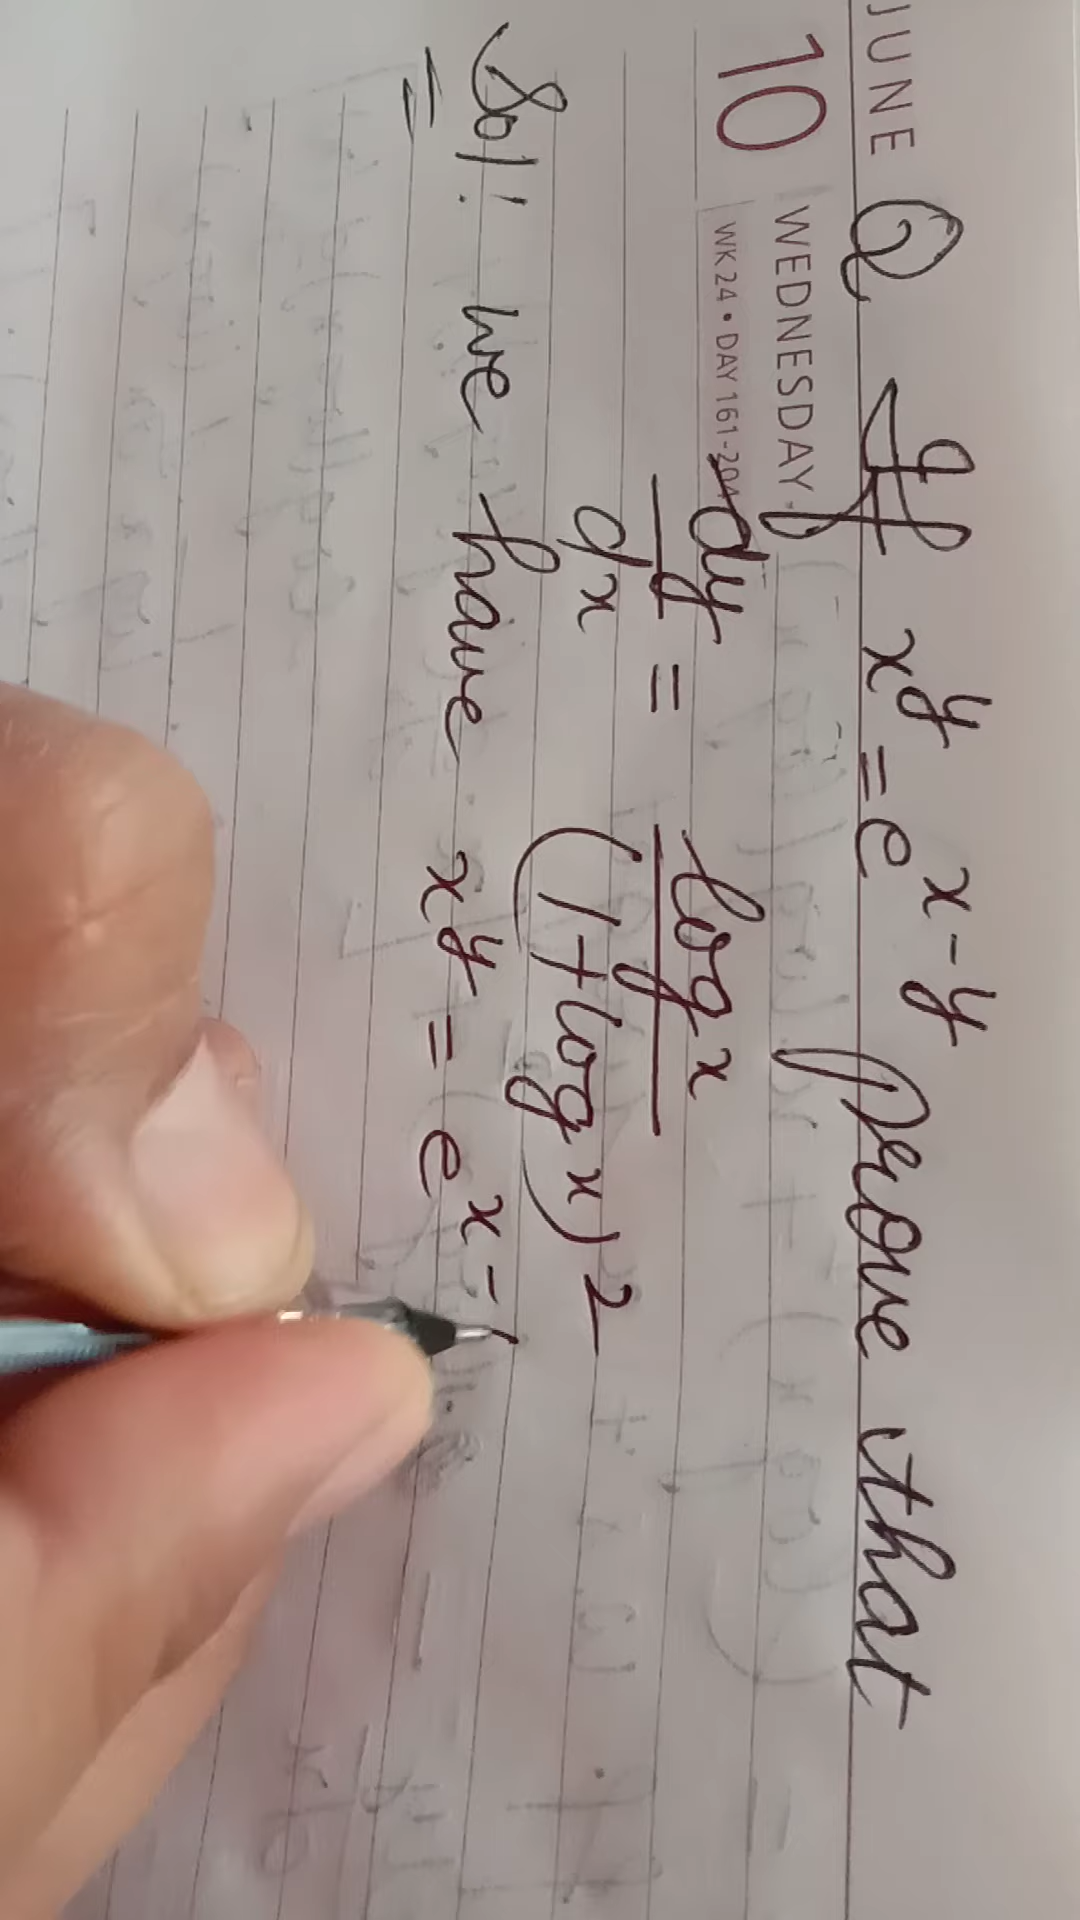 JUNE
10 WEDNESDAY
WK 24 • DAY 161-204
Q If x^y = e^(x-y) prove that
dy/dx = log x / (1+log x)^2
Sol: we have x^y = e^x-